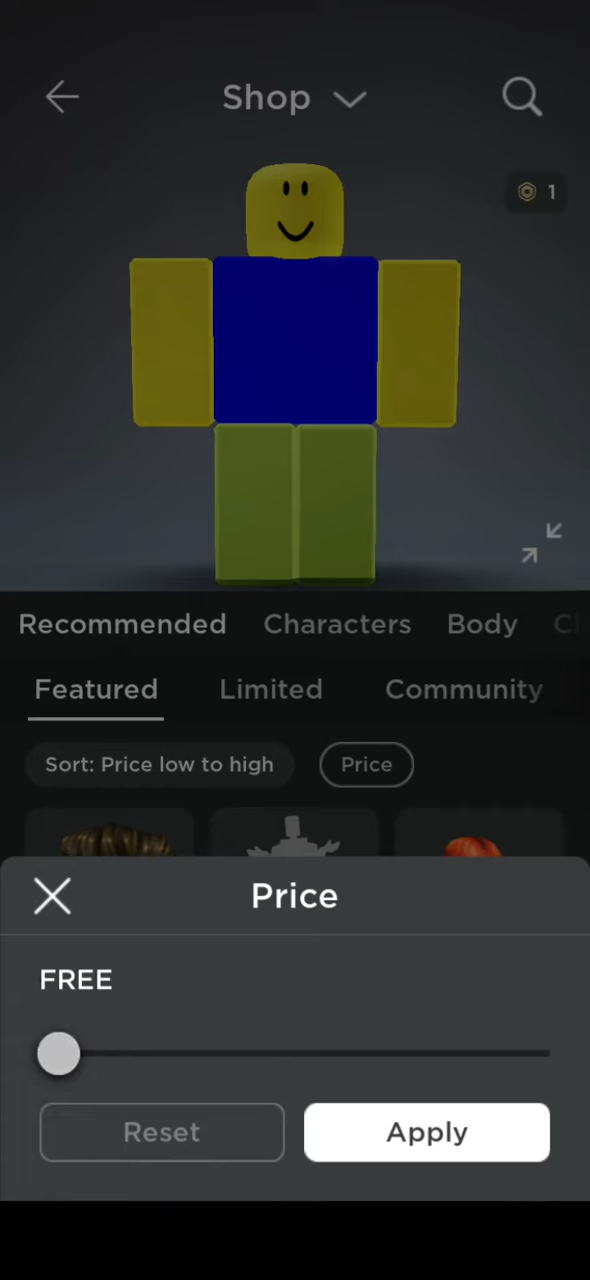 Shop
1
Recommended Characters Body
Featured Limited Community
Sort: Price low to high Price
Price
FREE
Reset Apply